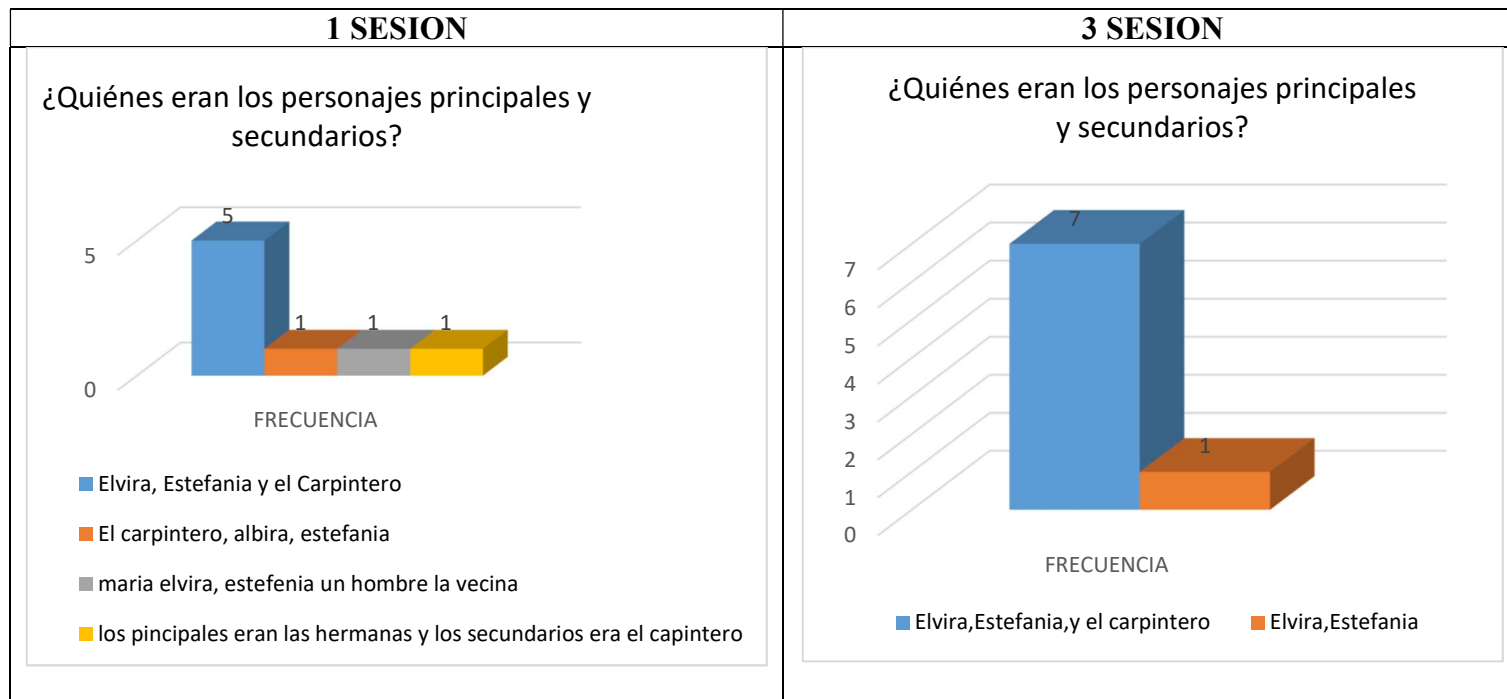 1 SESION
3 SESION
¿Quiénes eran los personajes principales y
secundarios?
5
0
5
1
1
1
FRECUENCIA
Elvira, Estefania y el Carpintero
El carpintero, albira, estefania
maria elvira, estefenia un hombre la vecina
los pincipales eran las hermanas y los secundarios era el capintero
¿Quiénes eran los personajes principales
y secundarios?
7
6
5
4
3
2
1
0
7
1
FRECUENCIA
Elvira,Estefania,y el carpintero
Elvira,Estefania